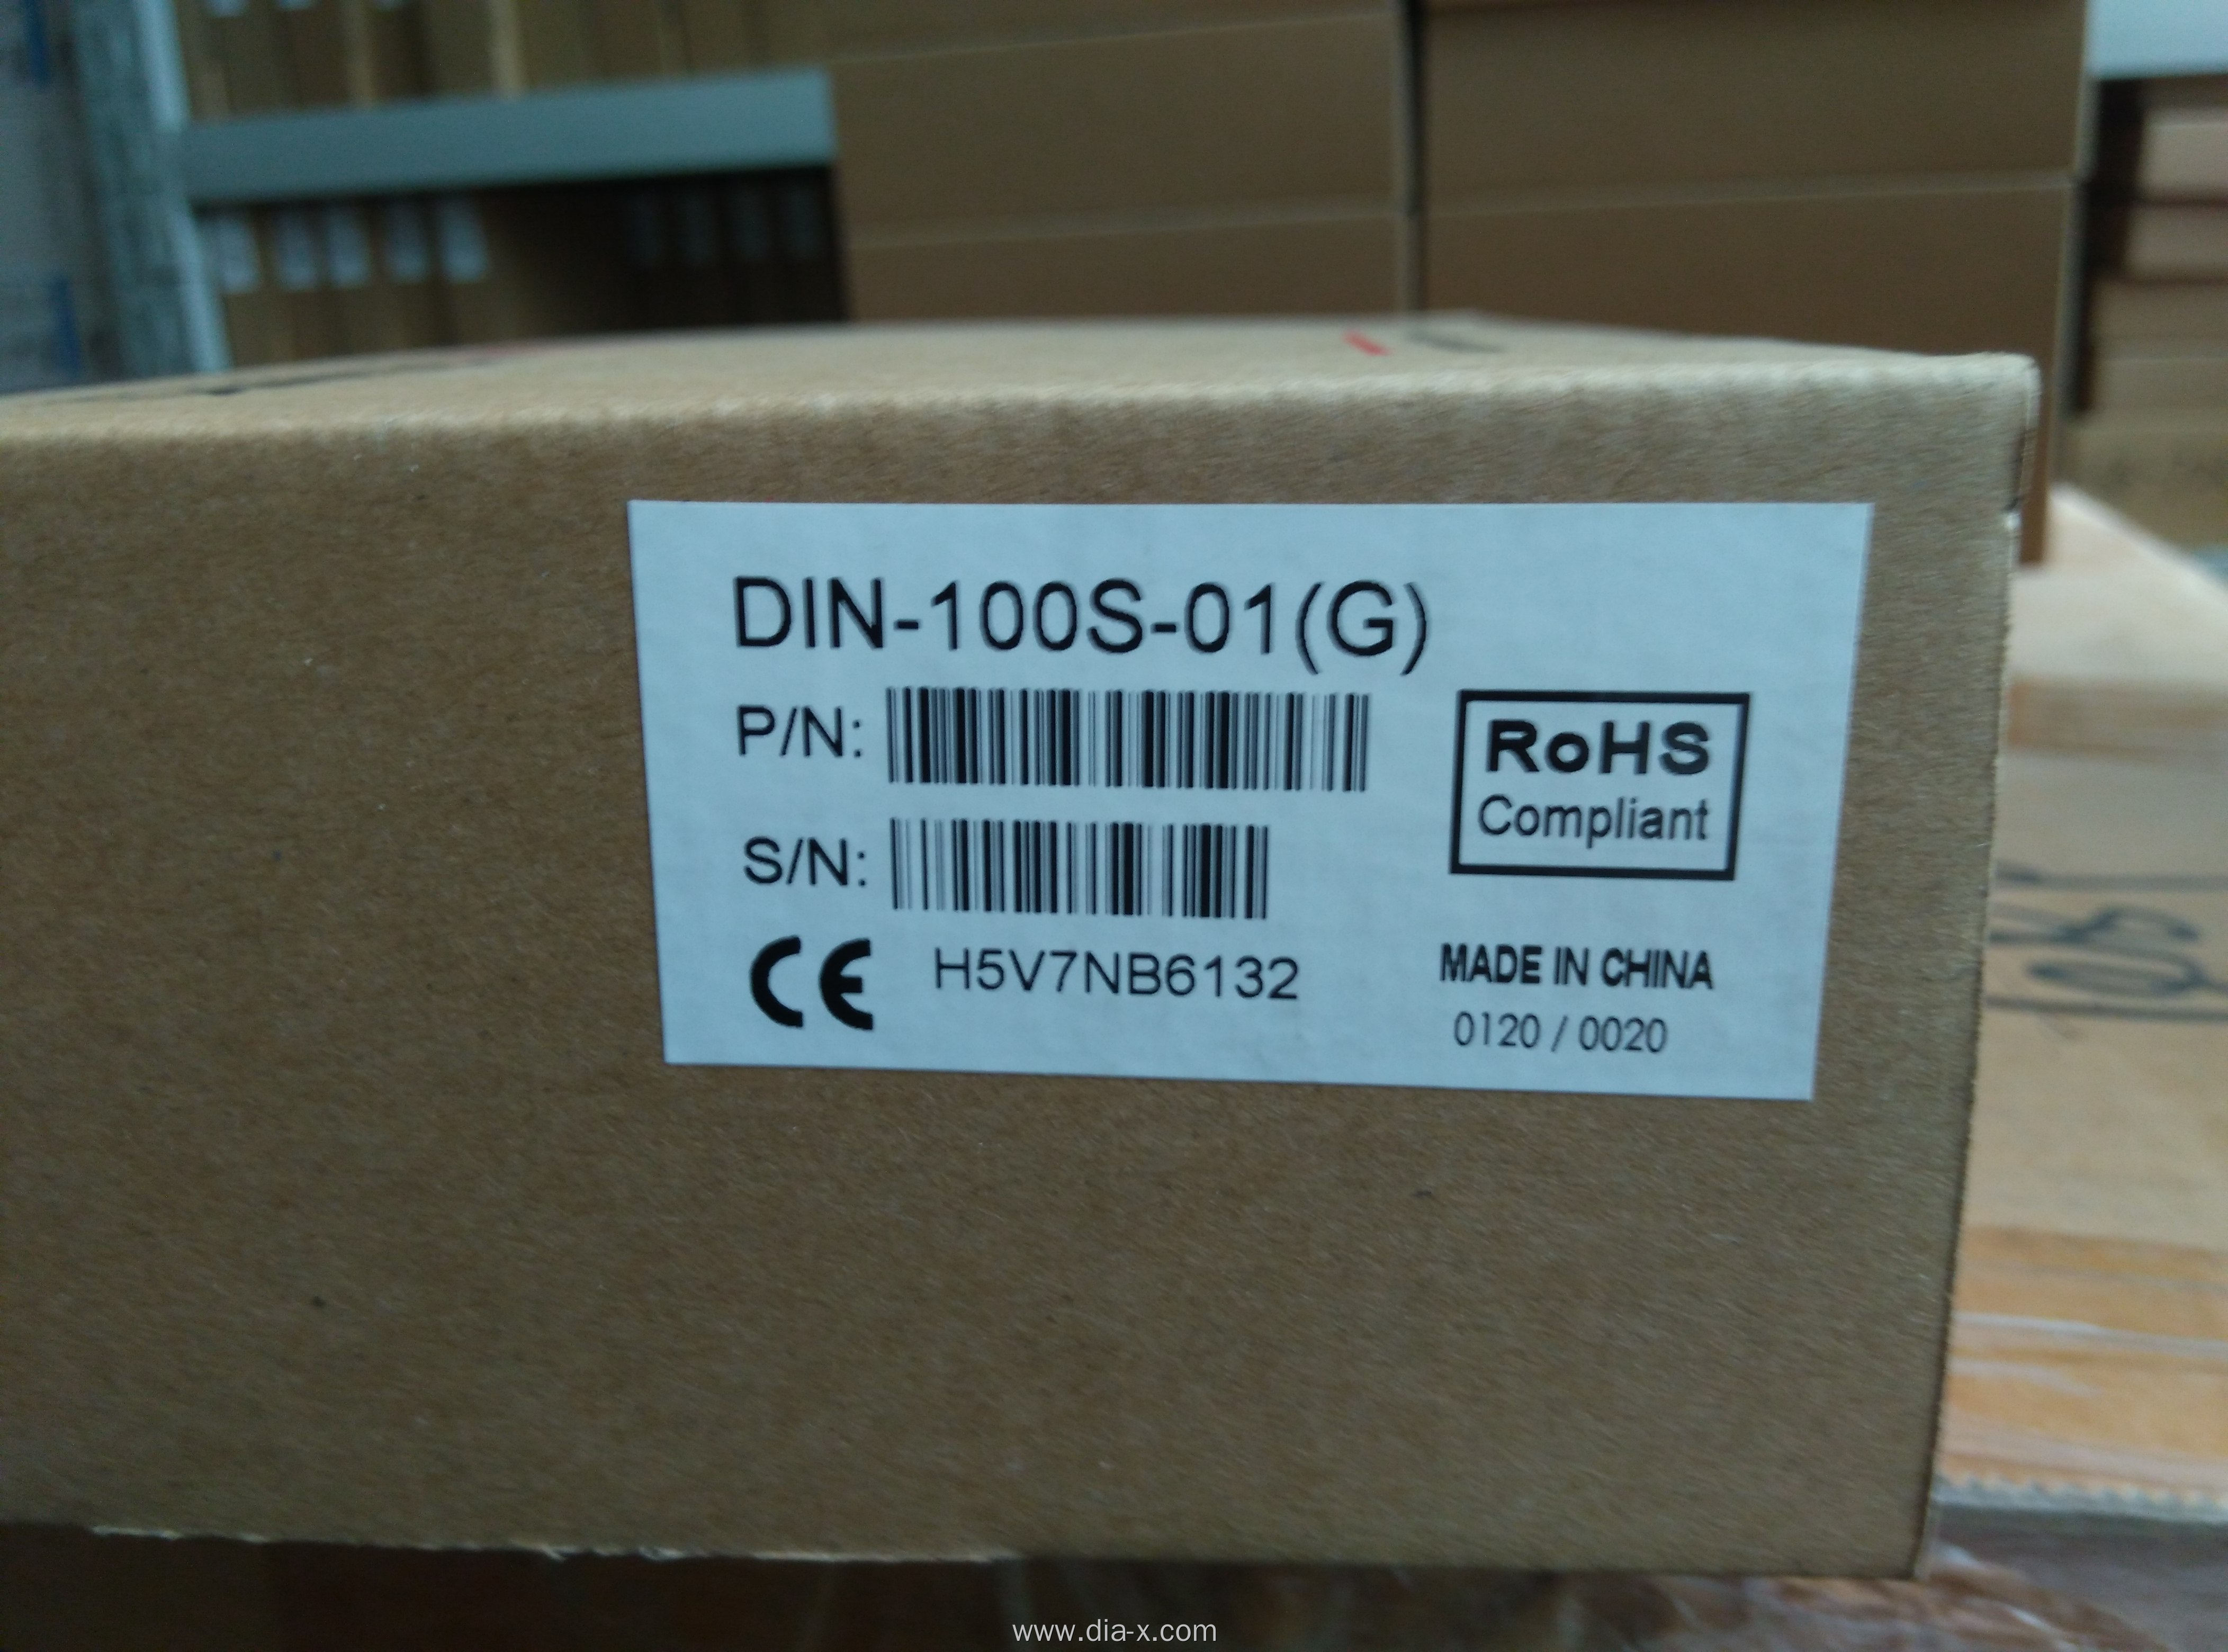 DIN-100S-01(G)
P/N:
RoHS
Compliant
S/N:
CE H5V7NB6132
MADE IN CHINA
0120 / 0020
www.dia-x.com